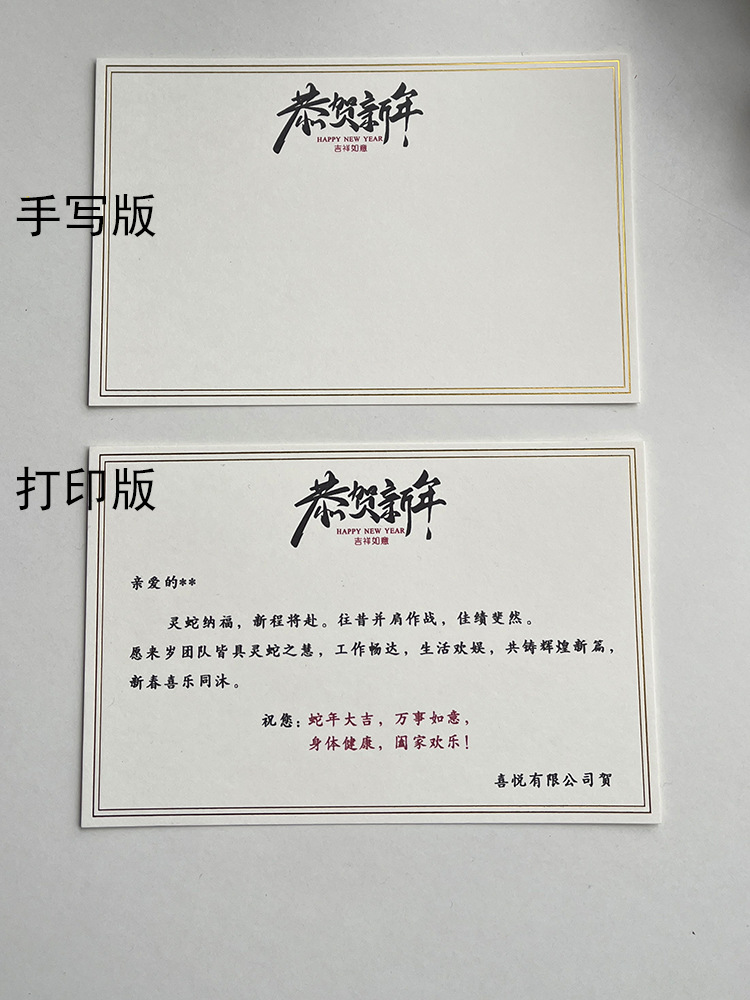 恭贺新年
HAPPY NEW YEAR
吉祥如意
手写版
打印版
恭贺新年
HAPPY NEW YEAR
吉祥如意
亲爱的**
灵蛇纳福，新程将赴。往昔并肩作战，佳绩斐然。
愿来岁团队皆具灵蛇之慧，工作畅达，生活欢娱，共铸辉煌新篇，
新春喜乐同沐。
祝您：蛇年大吉，万事如意，
身体健康，阖家欢乐！
喜悦有限公司贺